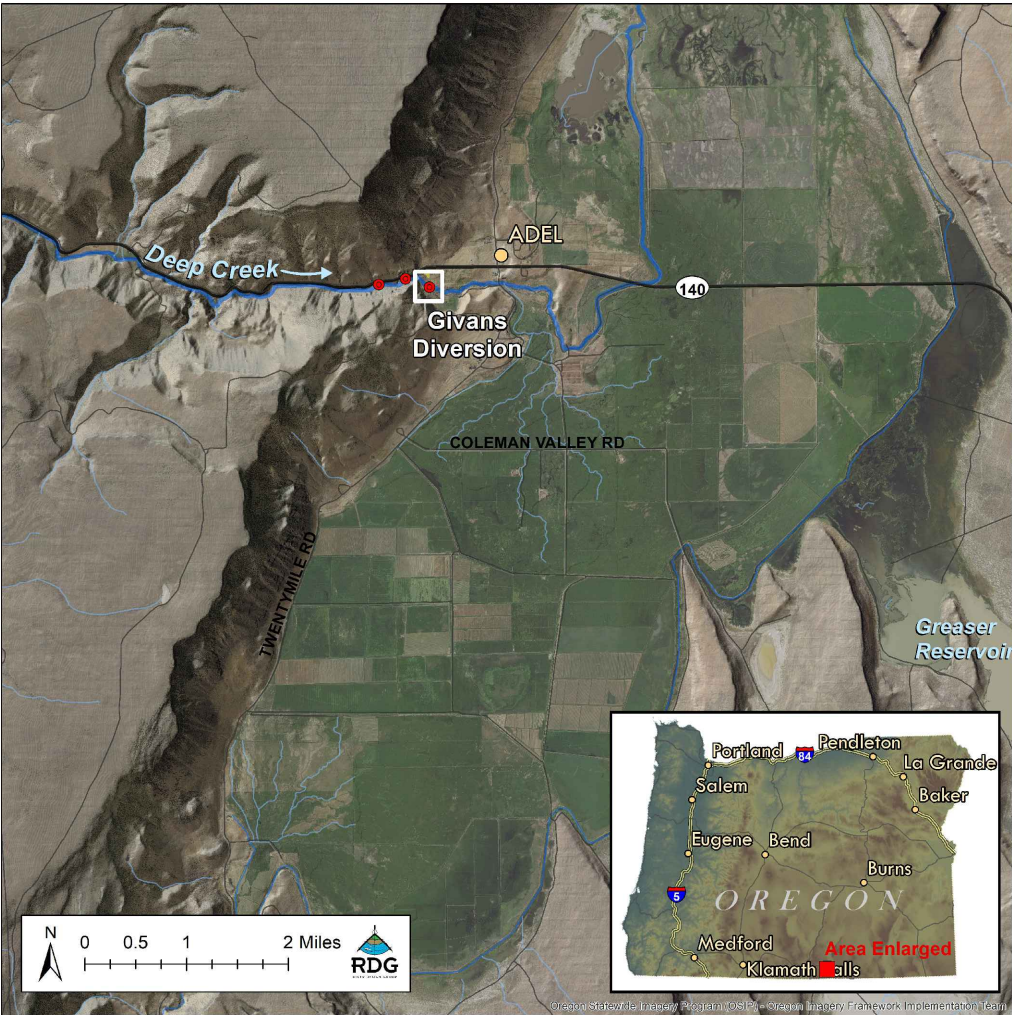 ADEL
Deep Creek
140
Givans
Diversion
COLEMAN VALLEY RD
TWENTYMILE RD
Greaser
Reservoir
Portland
84
Pendleton
La Grande
Salem
Baker
Eugene
Bend
Burns
5
OREGON
Medford
Area Enlarged
Klamath Falls
N
0 0.5 1 2 Miles
RDG
Oregon Statewide Imagery Program (OSIP) - Oregon Imagery Framework Implementation Team